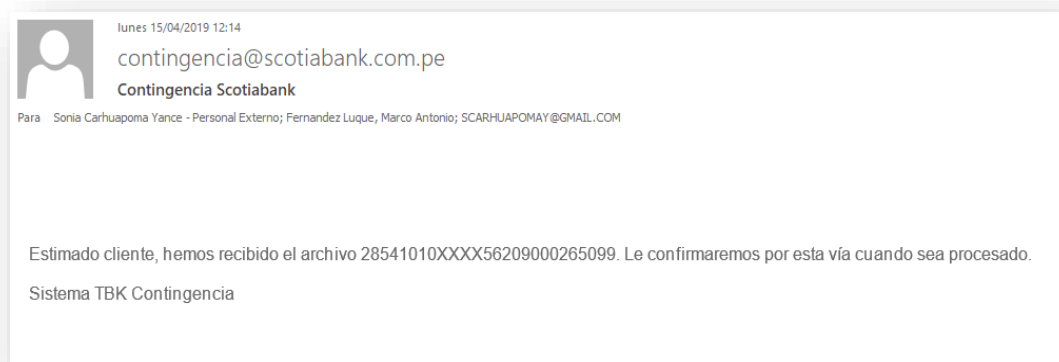 lunes 15/04/2019 12:14
contingencia@scotiabank.com.pe
Contingencia Scotiabank
Para Sonia Carhuapoma Yance - Personal Externo; Fernandez Luque, Marco Antonio; SCARHUAPOMAY@GMAIL.COM
Estimado cliente, hemos recibido el archivo 28541010XXXX56209000265099. Le confirmaremos por esta vía cuando sea procesado.
Sistema TBK Contingencia